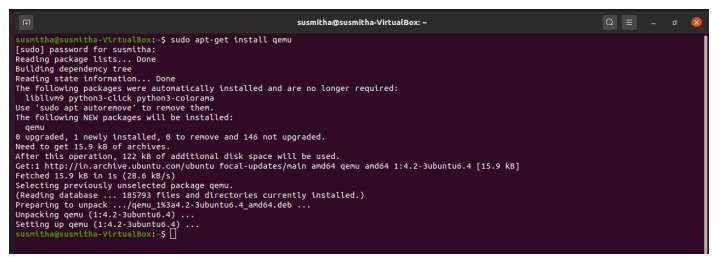 susmitha@susmitha-VirtualBox: ~
susmitha@susmitha-VirtualBox:~$ sudo apt-get install qemu
[sudo] password for susmitha:
Reading package lists... Done
Building dependency tree
Reading state information... Done
The following packages were automatically installed and are no longer required:
  libllvm9 python3-click python3-colorama
Use 'sudo apt autoremove' to remove them.
The following NEW packages will be installed:
  qemu
0 upgraded, 1 newly installed, 0 to remove and 146 not upgraded.
Need to get 15.9 kB of archives.
After this operation, 122 kB of additional disk space will be used.
Get:1 http://in.archive.ubuntu.com/ubuntu focal-updates/main amd64 qemu amd64 1:4.2-3ubuntu6.4 [15.9 kB]
Fetched 15.9 kB in 1s (28.6 kB/s)
Selecting previously unselected package qemu.
(Reading database ... 185793 files and directories currently installed.)
Preparing to unpack .../qemu_1%3a4.2-3ubuntu6.4_amd64.deb ...
Unpacking qemu (1:4.2-3ubuntu6.4) ...
Setting up qemu (1:4.2-3ubuntu6.4) ...
susmitha@susmitha-VirtualBox:~$